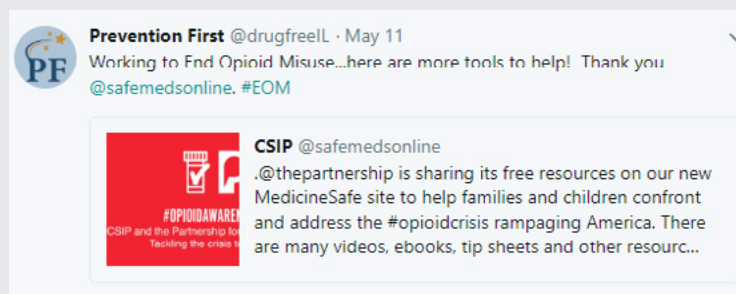 PF
Prevention First @drugfreeIL · May 11
Working to End Opioid Misuse...here are more tools to help! Thank you
@safemedsonline. #EOM
CSIP @safemedsonline
.@thepartnership is sharing its free resources on our new
MedicineSafe site to help families and children confront
and address the #opioidcrisis rampaging America. There
are many videos, ebooks, tip sheets and other resourc...
#OPIOIDAWAREN
CSIP and the Partnership fo
Tackling the crisis t